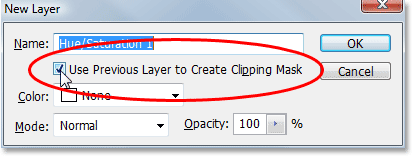 New Layer
Name: Hue/Saturation 1
OK
Use Previous Layer to Create Clipping Mask
Cancel
Color: None
Mode: Normal Opacity: 100 %